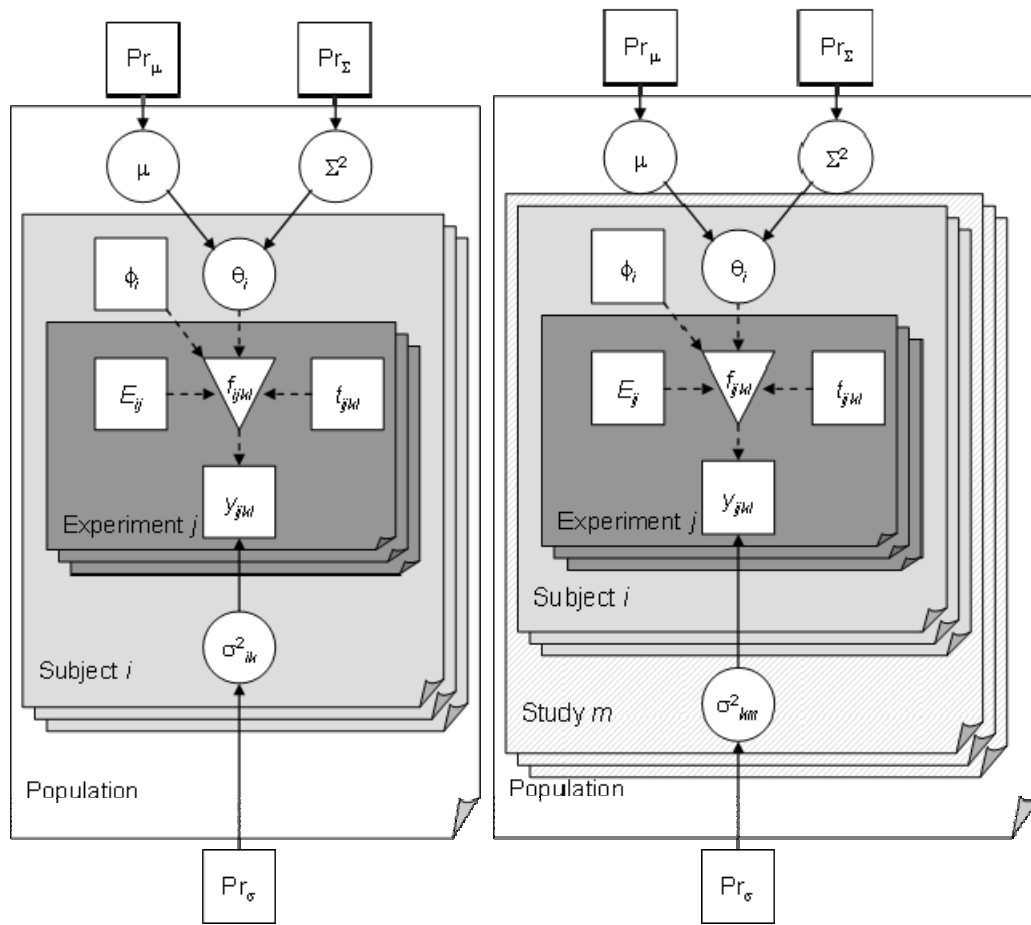 Pr_μ
Pr_Σ
μ
Σ²
ϕ_i
θ_i
E_ij
f_ijkl
t_ijkl
y_ijkl
Experiment j
σ²_ik
Subject i
Population
Pr_σ
Pr_μ
Pr_Σ
μ
Σ²
ϕ_i
θ_i
E_ij
f_ijkl
t_ijkl
y_ijkl
Experiment j
Subject i
σ²_km
Study m
Population
Pr_σ